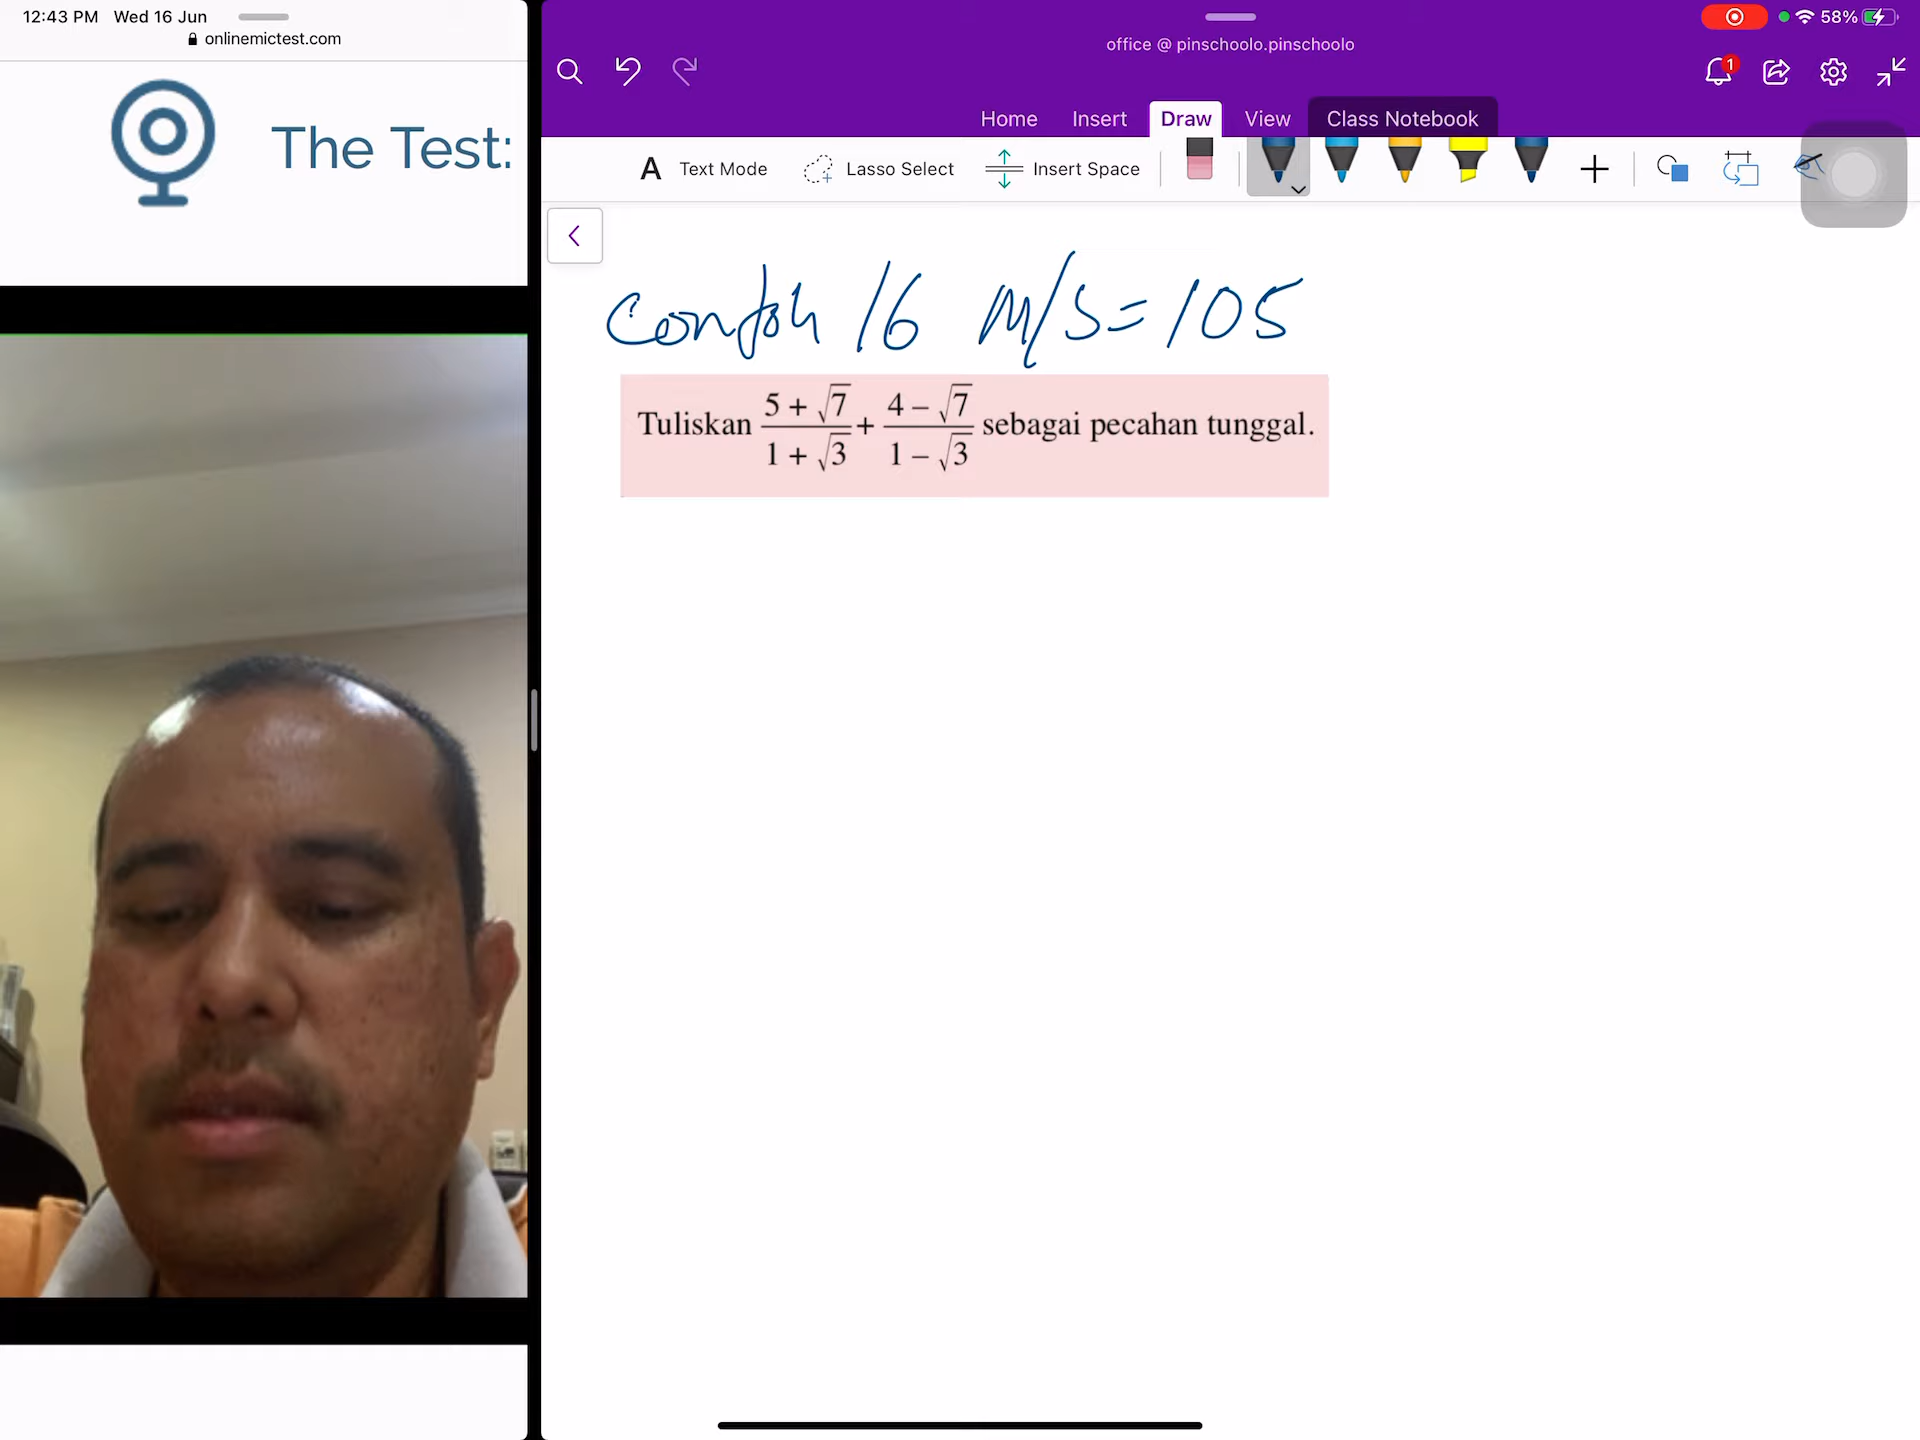 12:43 PM Wed 16 Jun
onlinemictest.com
The Test:
58%
office @ pinschoolo.pinschoolo
1
Home Insert Draw View Class Notebook
A Text Mode Lasso Select Insert Space
Contoh 16 M/S = 105
Tuliskan (5 + √7)/(1 + √3) + (4 − √7)/(1 − √3) sebagai pecahan tunggal.